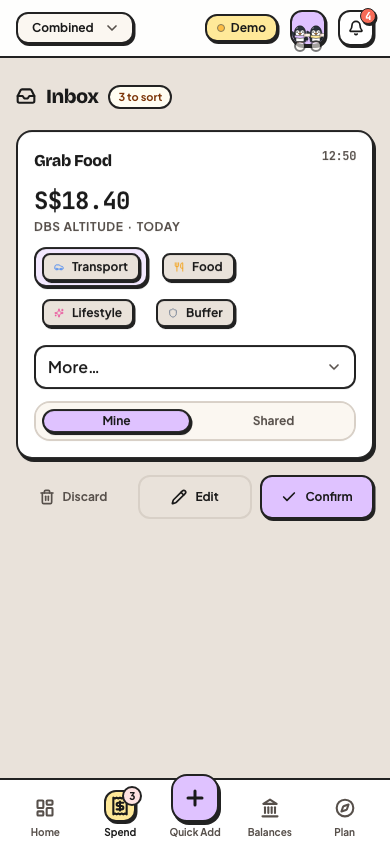 Combined
Demo
4
Inbox
3 to sort
Grab Food
12:50
S$18.40
DBS ALTITUDE · TODAY
Transport
Food
Lifestyle
Buffer
More...
Mine
Shared
Discard
Edit
Confirm
3
Home
Spend
Quick Add
Balances
Plan